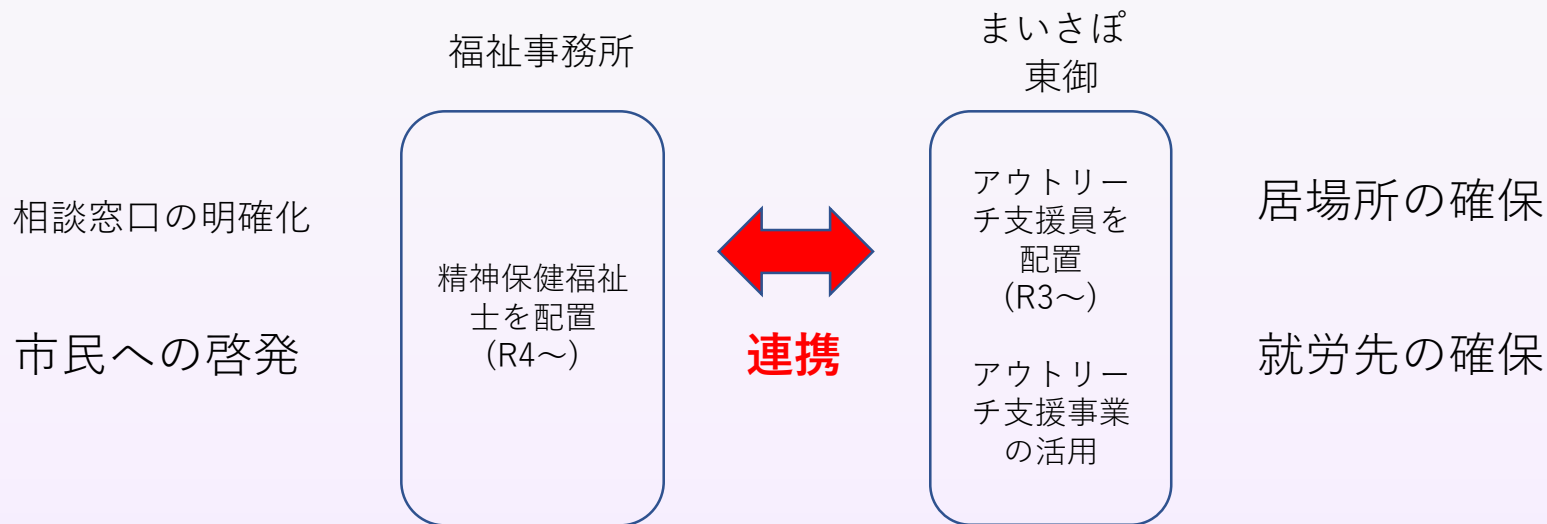 福祉事務所
まいさぽ
東御
相談窓口の明確化
市民への啓発
精神保健福祉
士を配置
(R4～)
連携
アウトリー
チ支援員を
配置
(R3～)
アウトリー
チ支援事業
の活用
居場所の確保
就労先の確保